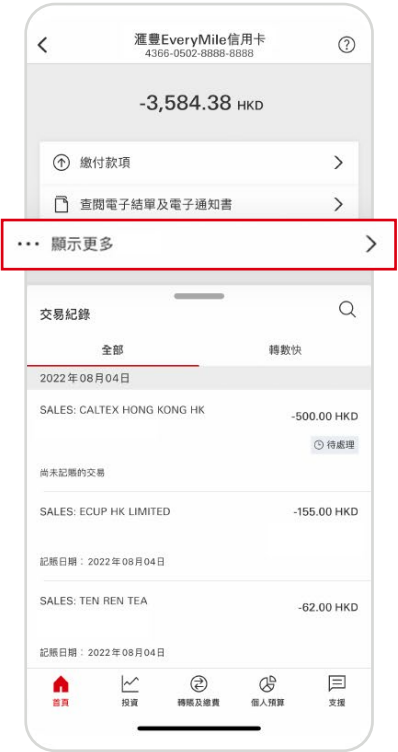 滙豐EveryMile信用卡
4366-0502-8888-8888
-3,584.38 HKD
繳付款項
查閱電子結單及電子通知書
顯示更多
交易紀錄
全部 轉數快
2022年08月04日
SALES: CALTEX HONG KONG HK -500.00 HKD
待處理
尚未記賬的交易
SALES: ECUP HK LIMITED -155.00 HKD
記賬日期：2022年08月04日
SALES: TEN REN TEA -62.00 HKD
記賬日期：2022年08月04日
首頁 投資 轉賬及繳費 個人預算 支援